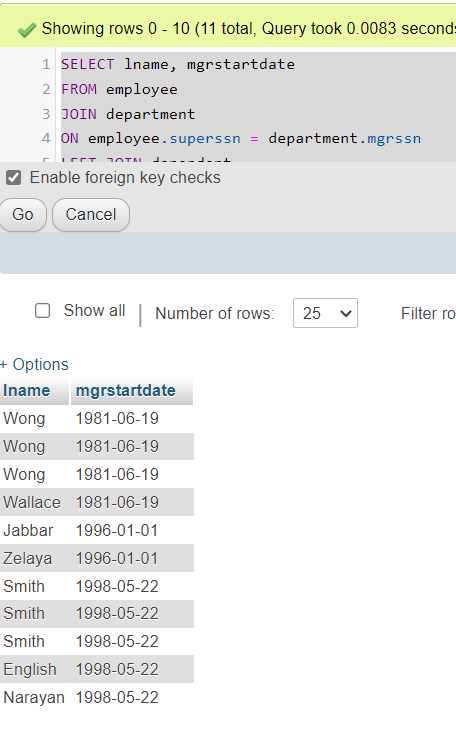 Showing rows 0 - 10 (11 total, Query took 0.0083 seconds
1 SELECT lname, mgrstartdate
2 FROM employee
3 JOIN department
4 ON employee.superssn = department.mgrssn
5 LEFT JOIN dependent
Enable foreign key checks
Go Cancel
Show all Number of rows: 25 Filter ro
+ Options
lname mgrstartdate
Wong 1981-06-19
Wong 1981-06-19
Wong 1981-06-19
Wallace 1981-06-19
Jabbar 1996-01-01
Zelaya 1996-01-01
Smith 1998-05-22
Smith 1998-05-22
Smith 1998-05-22
English 1998-05-22
Narayan 1998-05-22